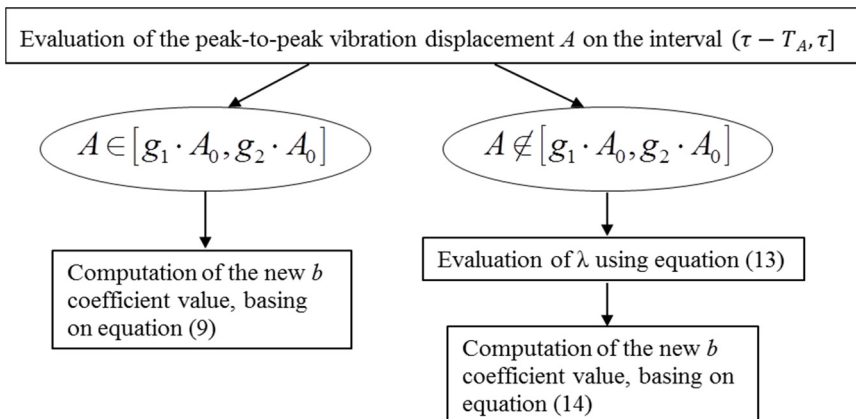 Evaluation of the peak-to-peak vibration displacement A on the interval (τ − T_A, τ]
A ∈ [g₁ · A₀, g₂ · A₀]
A ∉ [g₁ · A₀, g₂ · A₀]
Computation of the new b
coefficient value, basing
on equation (9)
Evaluation of λ using equation (13)
Computation of the new b
coefficient value, basing on
equation (14)